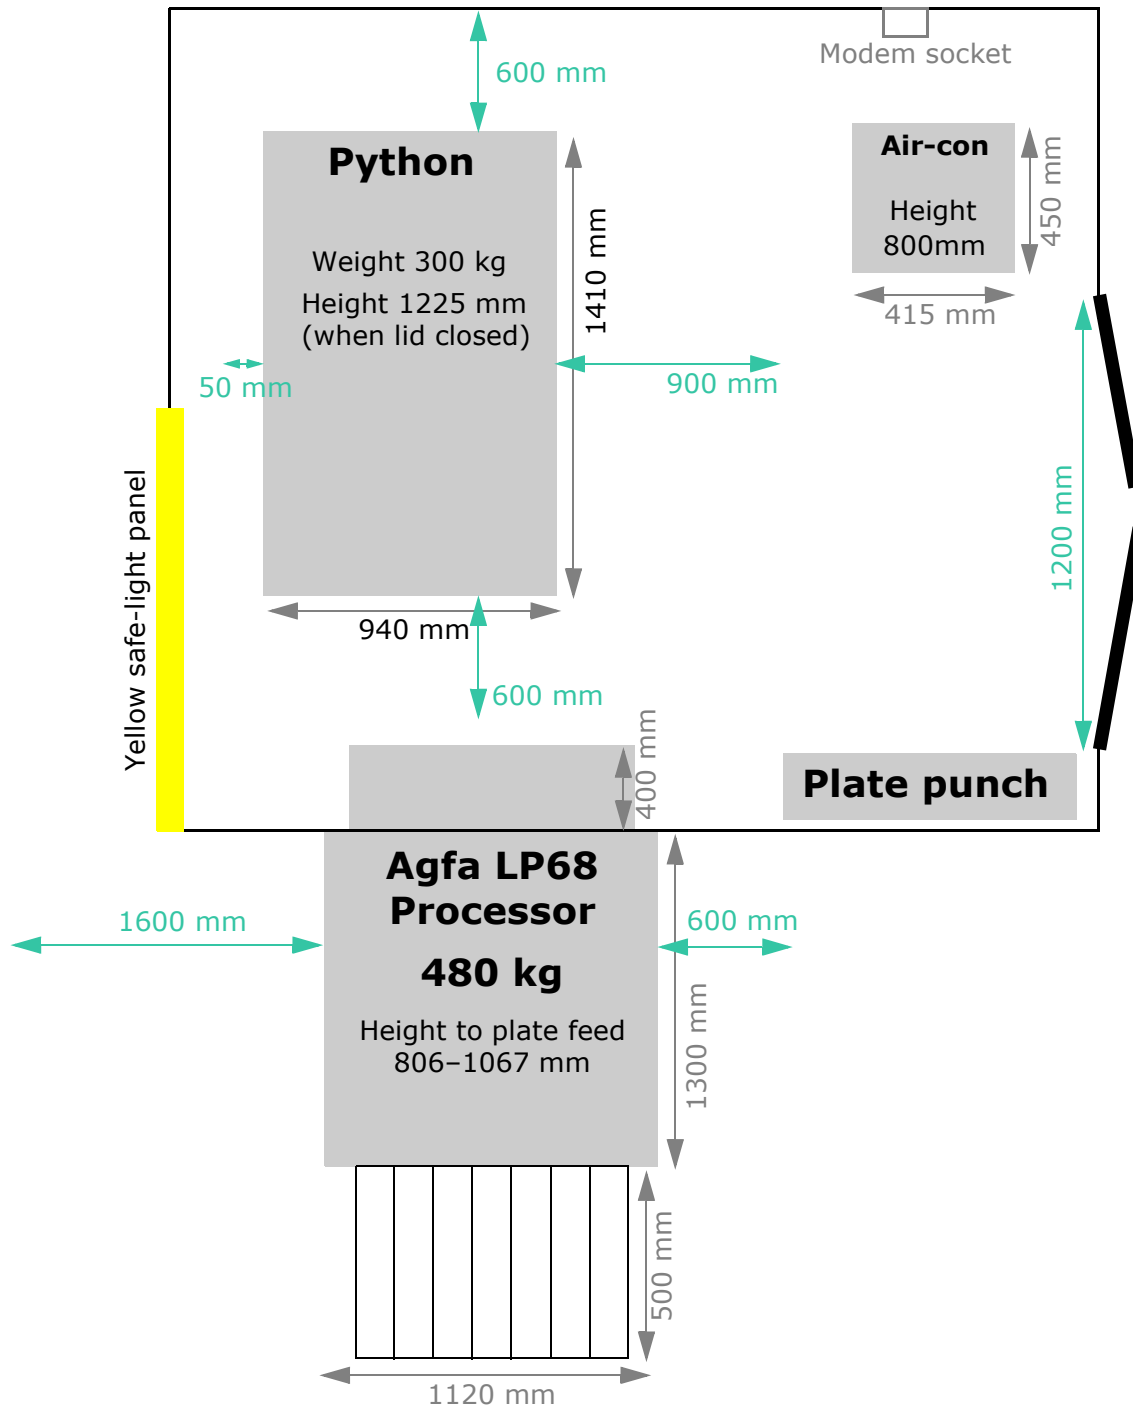 Modem socket
600 mm
Python
Weight 300 kg
Height 1225 mm
(when lid closed)
1410 mm
Air-con
Height
800mm
450 mm
415 mm
50 mm
900 mm
Yellow safe-light panel
1200 mm
940 mm
600 mm
400 mm
Plate punch
Agfa LP68
Processor
480 kg
Height to plate feed
806–1067 mm
1600 mm
600 mm
1300 mm
500 mm
1120 mm